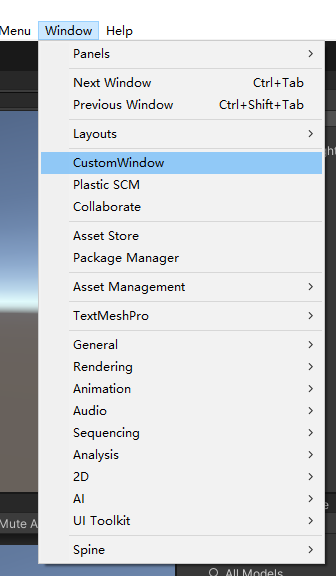 Menu Window Help
Panels
Next Window Ctrl+Tab
Previous Window Ctrl+Shift+Tab
Layouts
CustomWindow
Plastic SCM
Collaborate
Asset Store
Package Manager
Asset Management
TextMeshPro
General
Rendering
Animation
Audio
Sequencing
Analysis
2D
AI
UI Toolkit
Mute A
Spine
All Models